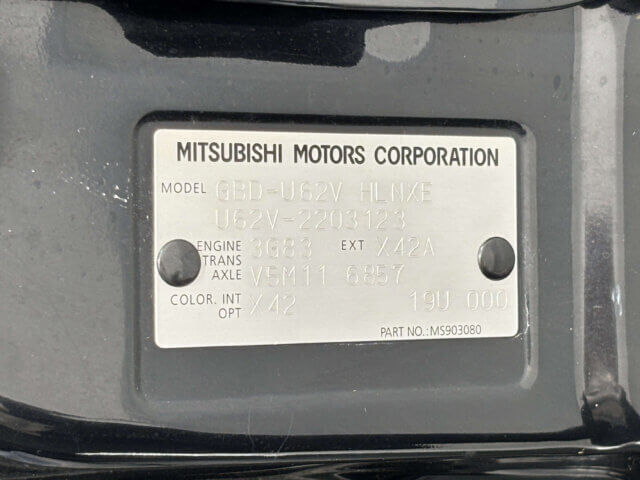 MITSUBISHI MOTORS CORPORATION
MODEL GBD-U62V HLNXE
U62V-2203123
ENGINE 3G83 EXT X42A
TRANS
AXLE V5M11 6857
COLOR. INT X42 19U 000
OPT
PART NO.: MS903080